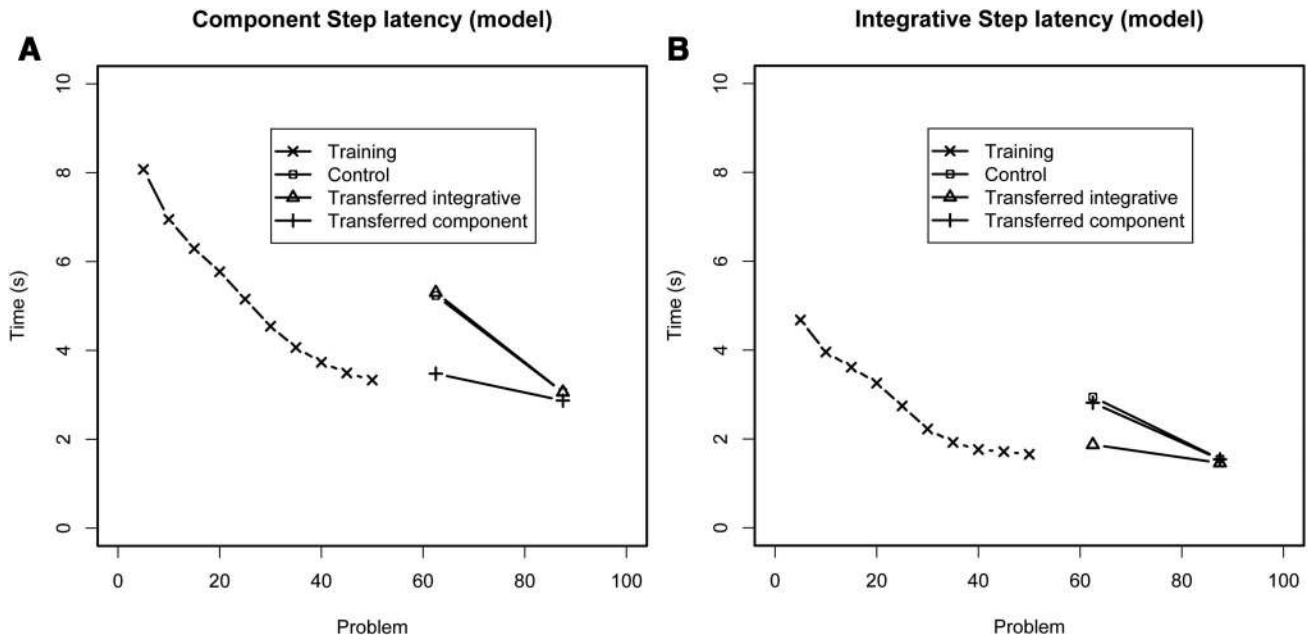 Component Step latency (model)
A
10
8
6
4
2
0
Time (s)
Training
Control
Transferred integrative
Transferred component
0 20 40 60 80 100
Problem
Integrative Step latency (model)
B
10
8
6
4
2
0
Time (s)
Training
Control
Transferred integrative
Transferred component
0 20 40 60 80 100
Problem